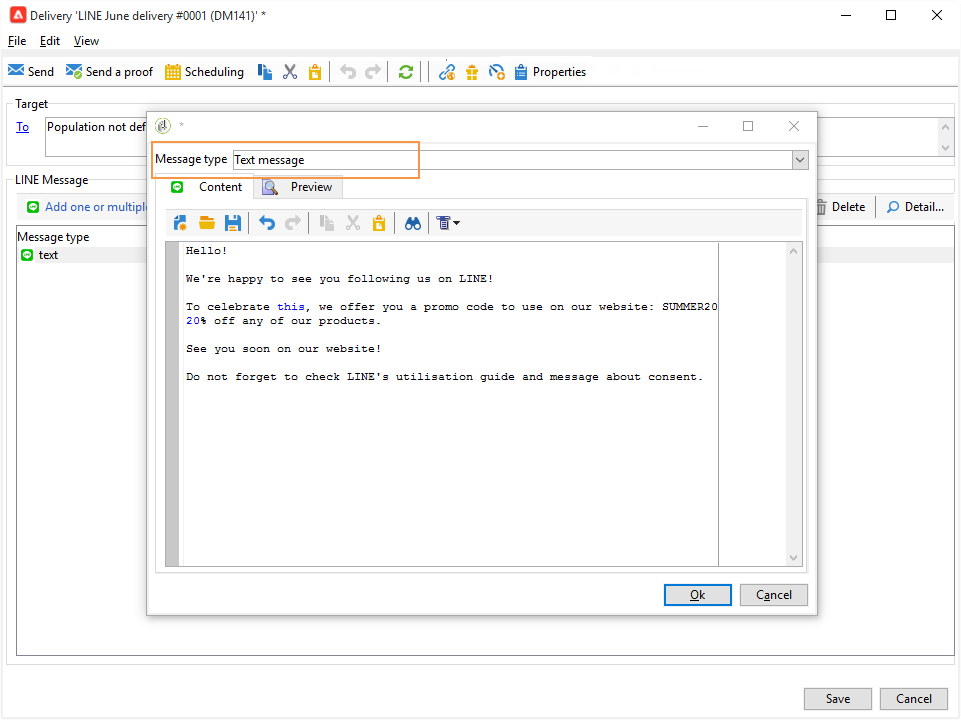 Delivery 'LINE June delivery #0001 (DM141)' *
File Edit View
Send Send a proof Scheduling Properties
Target
To Population not def
*
Message type Text message
LINE Message
Content Preview
Add one or multiple Delete Detail...
Message type
text
Hello!
We're happy to see you following us on LINE!
To celebrate this, we offer you a promo code to use on our website: SUMMER20
20% off any of our products.
See you soon on our website!
Do not forget to check LINE's utilisation guide and message about consent.
Ok Cancel
Save Cancel